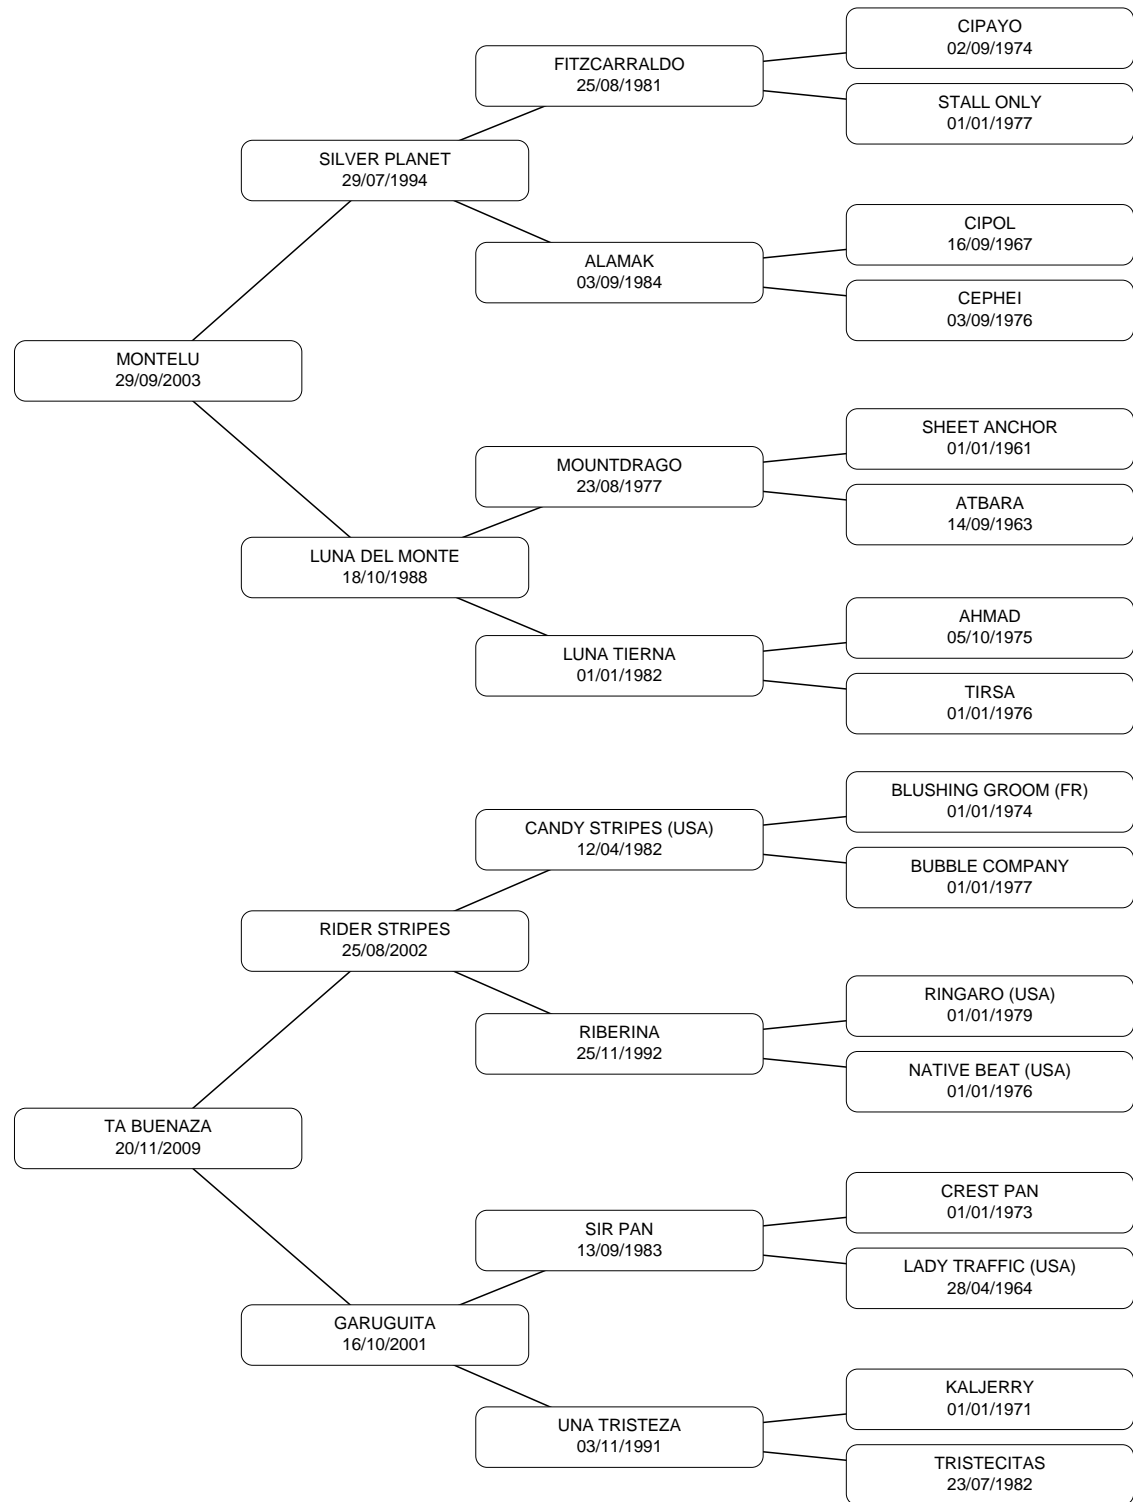 CIPAYO
02/09/1974
FITZCARRALDO
25/08/1981
STALL ONLY
01/01/1977
SILVER PLANET
29/07/1994
CIPOL
16/09/1967
ALAMAK
03/09/1984
CEPHEI
03/09/1976
MONTELU
29/09/2003
SHEET ANCHOR
01/01/1961
MOUNTDRAGO
23/08/1977
ATBARA
14/09/1963
LUNA DEL MONTE
18/10/1988
AHMAD
05/10/1975
LUNA TIERNA
01/01/1982
TIRSA
01/01/1976
BLUSHING GROOM (FR)
01/01/1974
CANDY STRIPES (USA)
12/04/1982
BUBBLE COMPANY
01/01/1977
RIDER STRIPES
25/08/2002
RINGARO (USA)
01/01/1979
RIBERINA
25/11/1992
NATIVE BEAT (USA)
01/01/1976
TA BUENAZA
20/11/2009
CREST PAN
01/01/1973
SIR PAN
13/09/1983
LADY TRAFFIC (USA)
28/04/1964
GARUGUITA
16/10/2001
KALJERRY
01/01/1971
UNA TRISTEZA
03/11/1991
TRISTECITAS
23/07/1982